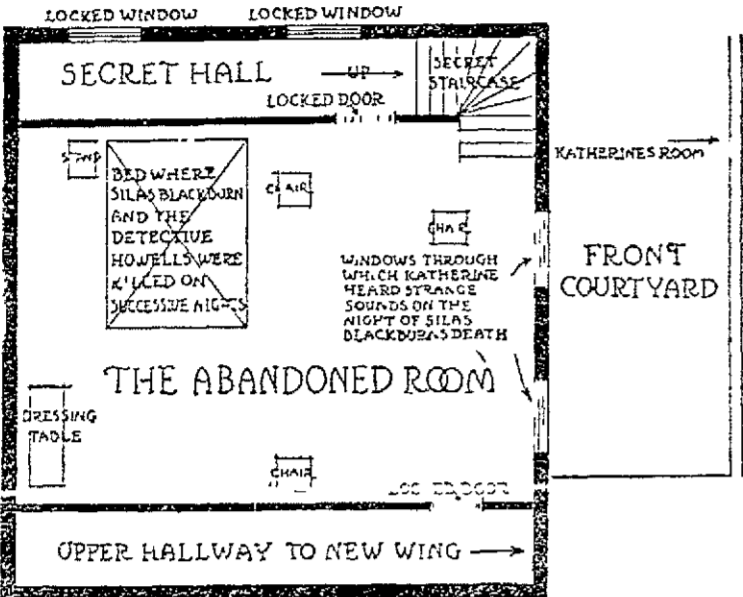 LOCKED WINDOW LOCKED WINDOW
SECRET HALL
UP
SECRET
STAIRCASE
LOCKED DOOR
STAND
BED WHERE
SILAS BLACKBURN
AND THE
DETECTIVE
HOWELLS WERE
KILLED ON
SUCCESSIVE NIGHTS
CHAIR
CHAIR
KATHERINES ROOM
WINDOWS THROUGH
WHICH KATHERINE
HEARD STRANGE
SOUNDS ON THE
NIGHT OF SILAS
BLACKBURNS DEATH
FRONT
COURTYARD
THE ABANDONED ROOM
DRESSING
TABLE
CHAIR
LOCKED DOOR
UPPER HALLWAY TO NEW WING